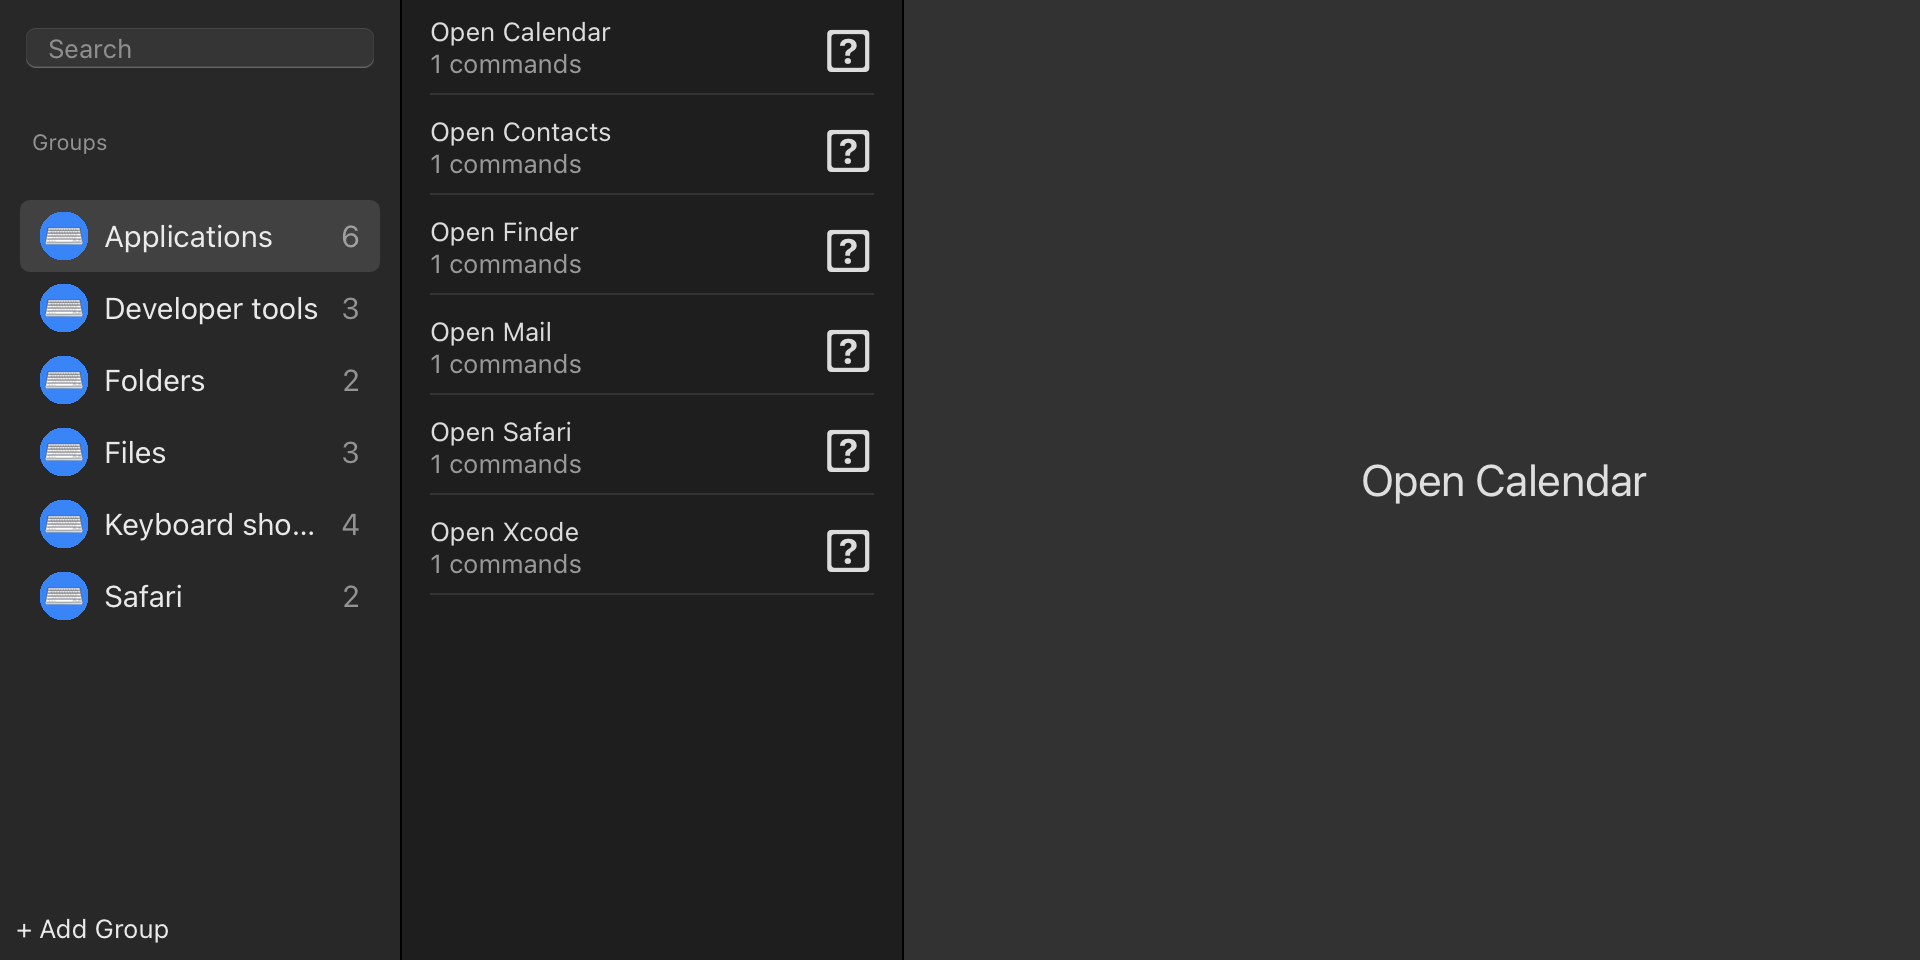 Search
Groups
Applications 6
Developer tools 3
Folders 2
Files 3
Keyboard sho... 4
Safari 2
+ Add Group
Open Calendar
1 commands
?
Open Contacts
1 commands
?
Open Finder
1 commands
?
Open Mail
1 commands
?
Open Safari
1 commands
?
Open Xcode
1 commands
?
Open Calendar